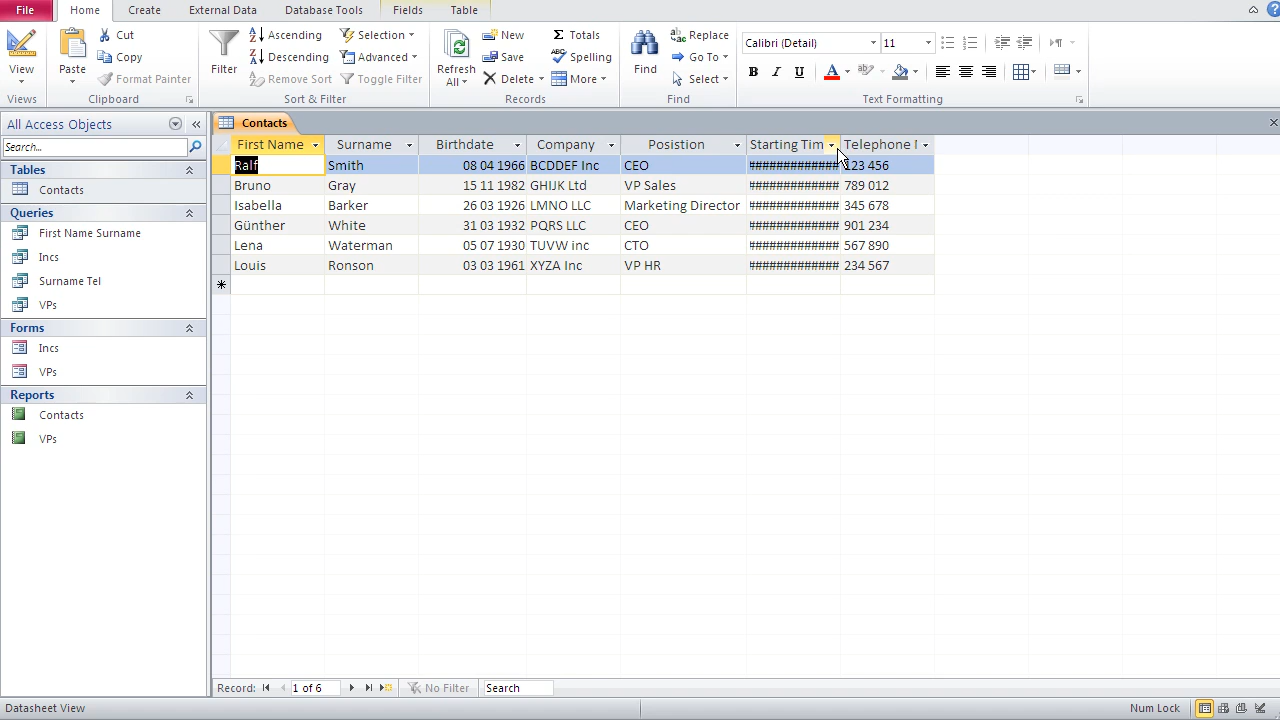 File Home Create External Data Database Tools Fields Table
View
Views
Paste
Cut
Copy
Format Painter
Clipboard
Filter
Ascending
Descending
Remove Sort
Selection
Advanced
Toggle Filter
Sort & Filter
Refresh
All
New
Save
Delete
Totals
Spelling
More
Records
Find
Replace
Go To
Select
Find
Calibri (Detail) 11
B I U A ab
Text Formatting
All Access Objects
Search...
Tables
Contacts
Queries
First Name Surname
Incs
Surname Tel
VPs
Forms
Incs
VPs
Reports
Contacts
VPs
Contacts
First Name Surname Birthdate Company Posistion Starting Tim Telephone
Ralf Smith 08 04 1966 BCDDEF Inc CEO ############## 123 456
Bruno Gray 15 11 1982 GHIJK Ltd VP Sales ############## 789 012
Isabella Barker 26 03 1926 LMNO LLC Marketing Director ############## 345 678
Günther White 31 03 1932 PQRS LLC CEO ############## 901 234
Lena Waterman 05 07 1930 TUVW inc CTO ############## 567 890
Louis Ronson 03 03 1961 XYZA Inc VP HR ############## 234 567
Record: 1 of 6 No Filter Search
Datasheet View Num Lock